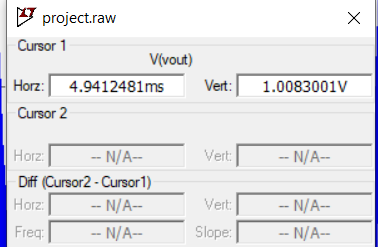 project.raw
Cursor 1
V(vout)
Horz: 4.9412481ms Vert: 1.0083001V
Cursor 2
Horz: -- N/A-- Vert: -- N/A--
Diff (Cursor2 - Cursor1)
Horz: -- N/A-- Vert: -- N/A--
Freq: -- N/A-- Slope: -- N/A--